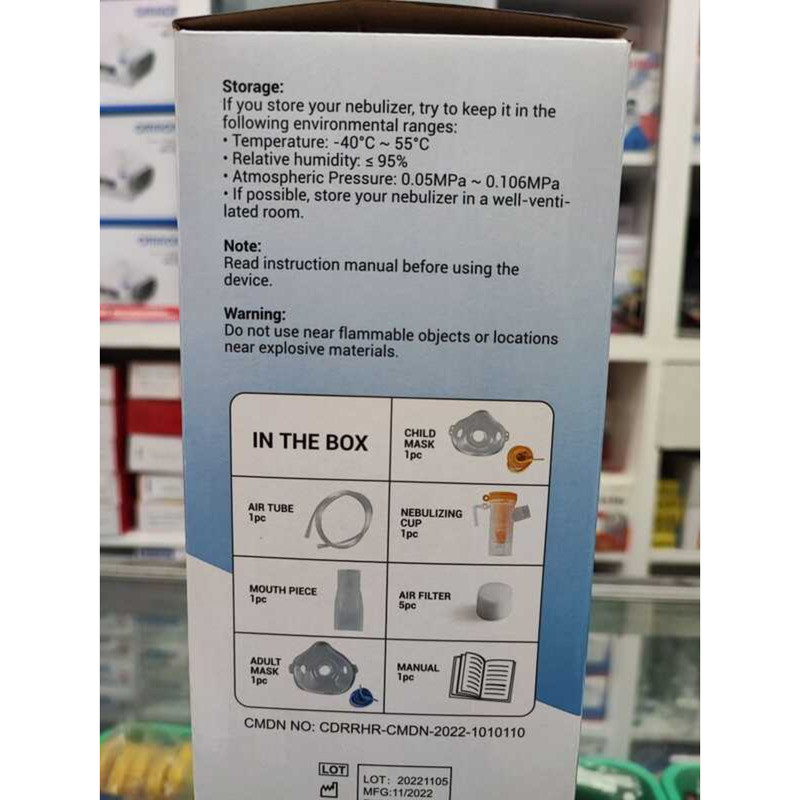 Storage:
If you store your nebulizer, try to keep it in the
following environmental ranges:
• Temperature: -40°C ~ 55°C
• Relative humidity: ≤ 95%
• Atmospheric Pressure: 0.05MPa ~ 0.106MPa
• If possible, store your nebulizer in a well-venti-
lated room.
Note:
Read instruction manual before using the
device.
Warning:
Do not use near flammable objects or locations
near explosive materials.
IN THE BOX
CHILD
MASK
1pc
AIR TUBE
1pc
NEBULIZING
CUP
1pc
MOUTH PIECE
1pc
AIR FILTER
5pc
ADULT
MASK
1pc
MANUAL
1pc
CMDN NO: CDRRHR-CMDN-2022-1010110
LOT
LOT: 20221105
MFG:11/2022